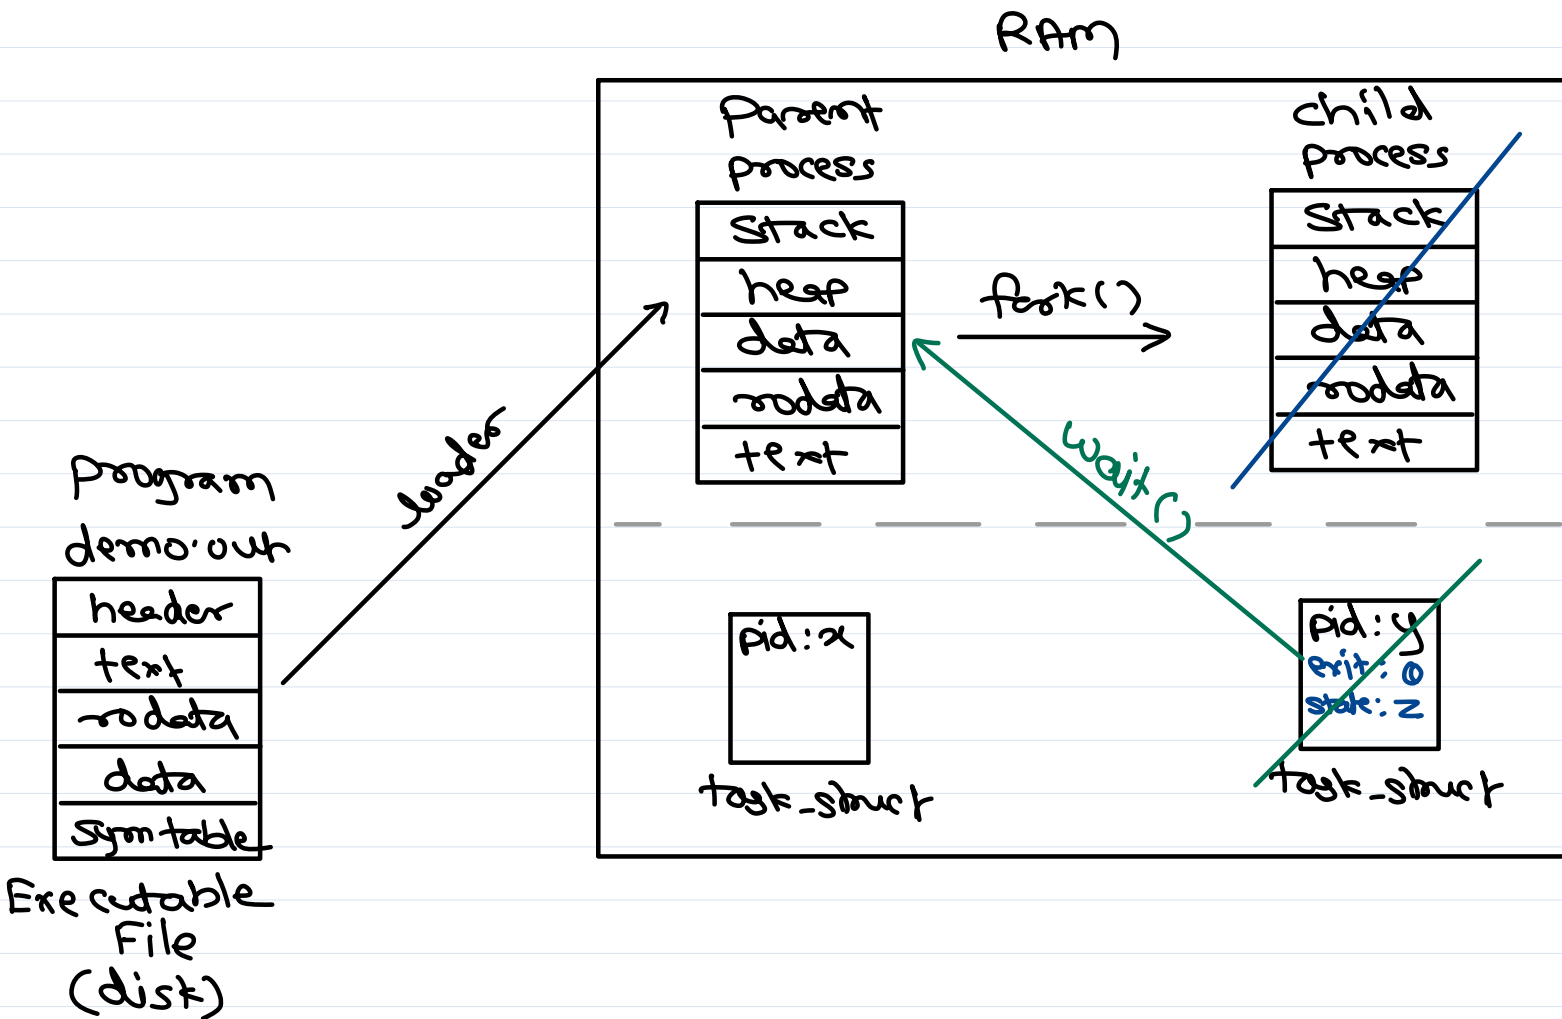 RAM
Parent
process
stack
heap
data
rodata
text
fork()
child
process
stack
heap
data
rodata
text
loader
wait()
Program
demo.out
header
text
rodata
data
symtable
Executable
File
(disk)
pid:x
task_struct
pid:y
exit:0
state:Z
task_struct